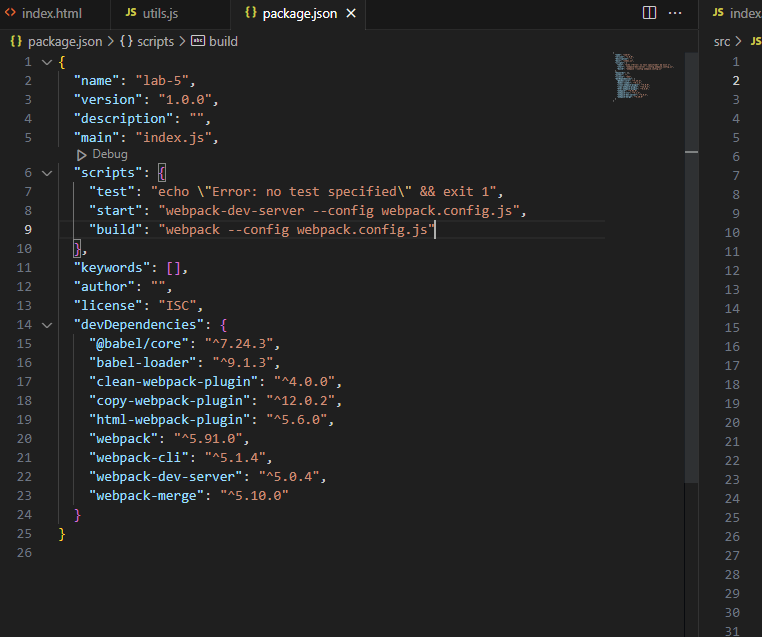 index.html
JS utils.js
{} package.json ×
···
JS index
{} package.json > {} scripts > abc build
src > JS
1 {
2 "name": "lab-5",
3 "version": "1.0.0",
4 "description": "",
5 "main": "index.js",
Debug
6 "scripts": {
7 "test": "echo \"Error: no test specified\" && exit 1",
8 "start": "webpack-dev-server --config webpack.config.js",
9 "build": "webpack --config webpack.config.js"
10 },
11 "keywords": [],
12 "author": "",
13 "license": "ISC",
14 "devDependencies": {
15 "@babel/core": "^7.24.3",
16 "babel-loader": "^9.1.3",
17 "clean-webpack-plugin": "^4.0.0",
18 "copy-webpack-plugin": "^12.0.2",
19 "html-webpack-plugin": "^5.6.0",
20 "webpack": "^5.91.0",
21 "webpack-cli": "^5.1.4",
22 "webpack-dev-server": "^5.0.4",
23 "webpack-merge": "^5.10.0"
24 }
25 }
26
1
2
3
4
5
6
7
8
9
10
11
12
13
14
15
16
17
18
19
20
21
22
23
24
25
26
27
28
29
30
31